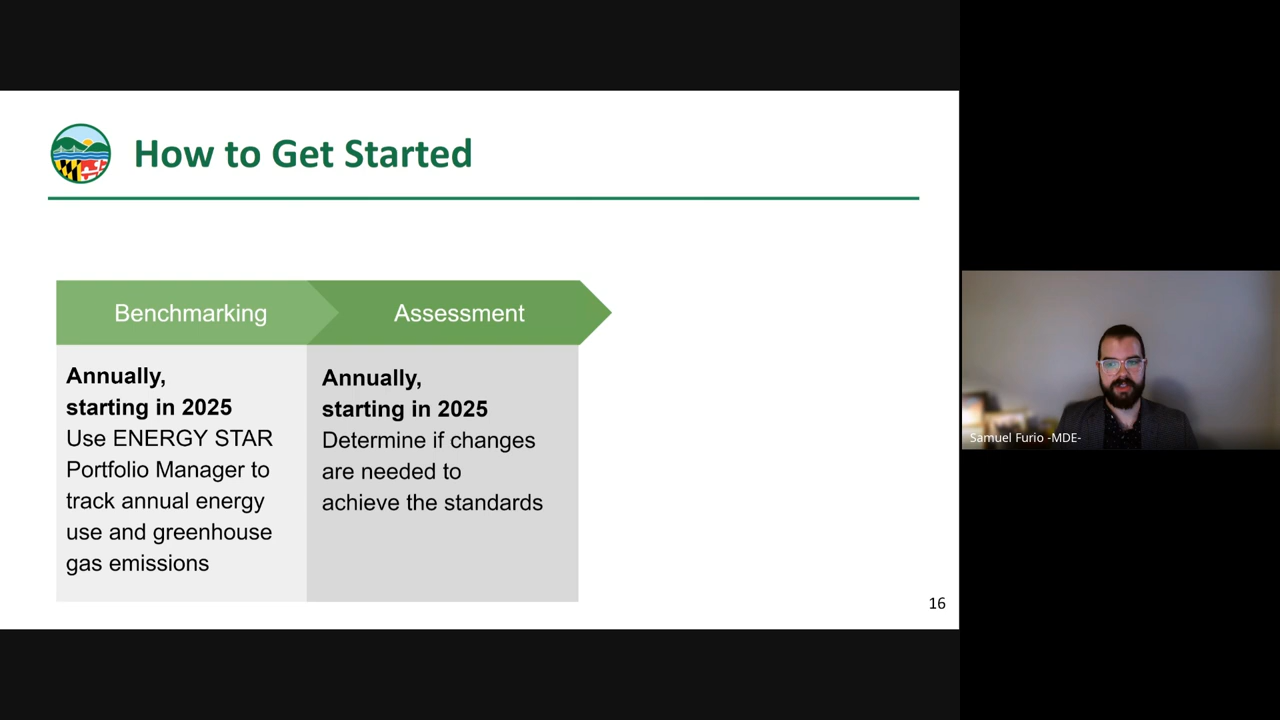 How to Get Started
Benchmarking
Assessment
Annually,
starting in 2025
Use ENERGY STAR
Portfolio Manager to
track annual energy
use and greenhouse
gas emissions
Annually,
starting in 2025
Determine if changes
are needed to
achieve the standards
16
Samuel Furio -MDE-